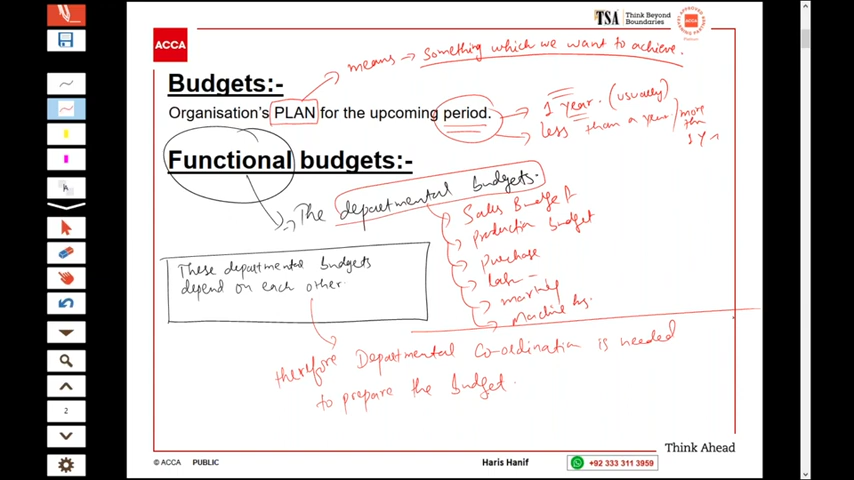 TSA Think Beyond Boundaries
ACCA
means → Something which we want to achieve.
Budgets:-
Organisation's PLAN for the upcoming period.
1 year. (usually)
less than a year / more than 1 Y
Functional budgets:-
The departmental budgets.
Sales Budget
production budget
purchase
These departmental budgets
depend on each other.
Machine hrs.
therefore Departmental Co-ordination is needed
to prepare the Budget.
2
Think Ahead
© ACCA PUBLIC
Haris Hanif
+92 333 311 3959